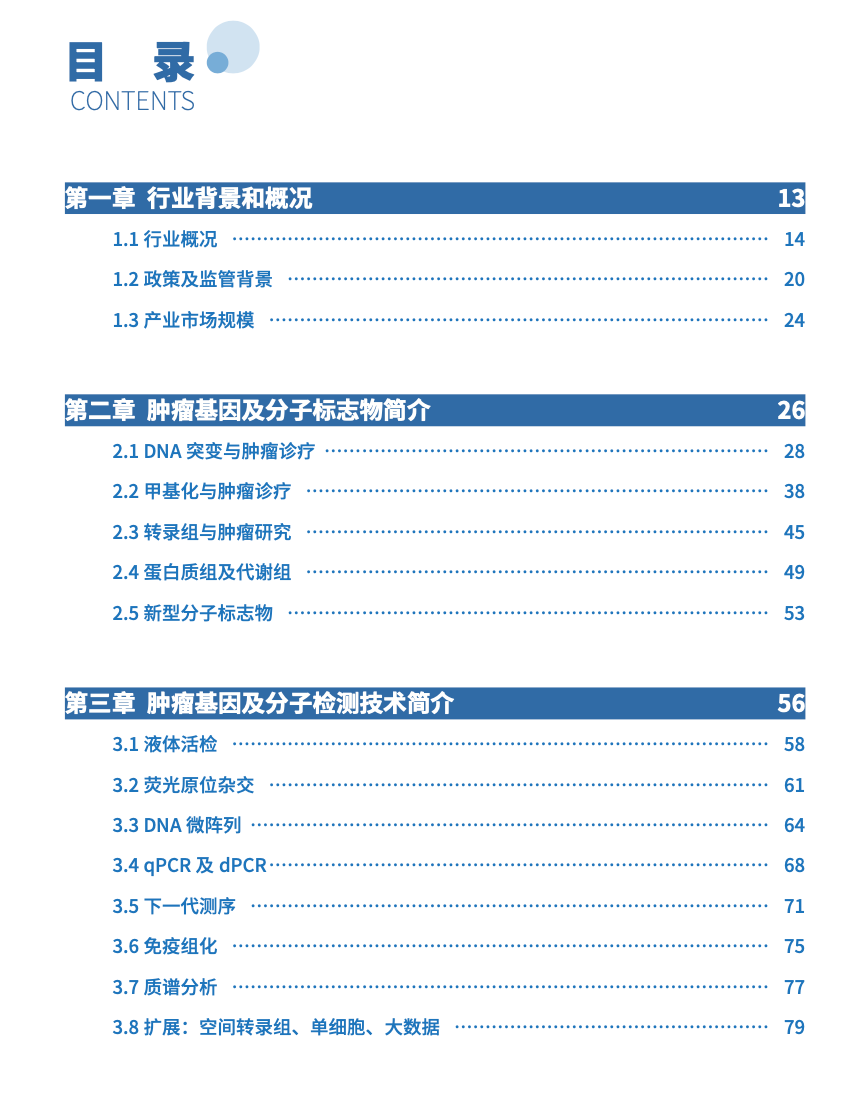 目 录
CONTENTS
第一章 行业背景和概况 13
1.1 行业概况 ········ 14
1.2 政策及监管背景 ········ 20
1.3 产业市场规模 ········ 24
第二章 肿瘤基因及分子标志物简介 26
2.1 DNA 突变与肿瘤诊疗 ········ 28
2.2 甲基化与肿瘤诊疗 ········ 38
2.3 转录组与肿瘤研究 ········ 45
2.4 蛋白质组及代谢组 ········ 49
2.5 新型分子标志物 ········ 53
第三章 肿瘤基因及分子检测技术简介 56
3.1 液体活检 ········ 58
3.2 荧光原位杂交 ········ 61
3.3 DNA 微阵列 ········ 64
3.4 qPCR 及 dPCR ········ 68
3.5 下一代测序 ········ 71
3.6 免疫组化 ········ 75
3.7 质谱分析 ········ 77
3.8 扩展：空间转录组、单细胞、大数据 ········ 79